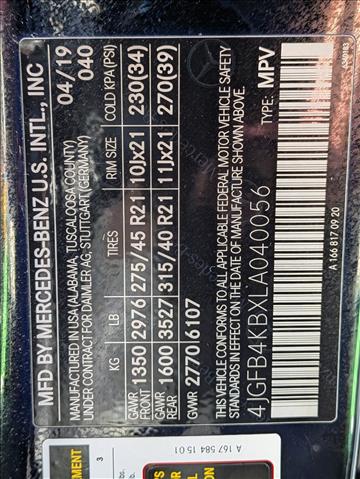 MFD BY MERCEDES-BENZ U.S. INTL., INC
MANUFACTURED IN USA (ALABAMA, TUSCALOOSA COUNTY)
UNDER CONTRACT FOR DAIMLER AG, STUTTGART (GERMANY)
04/19
040
KG LB TIRES RIM SIZE COLD KPA (PSI)
GAWR FRONT 1350 2976 275/45 R21 10Jx21 230(34)
GAWR REAR 1600 3527 315/40 R21 11Jx21 270(39)
GVWR 2770 6107
CONFORMS TO ALL APPLICABLE FEDERAL MOTOR VEHICLE SAFETY
STANDARDS IN EFFECT ON THE DATE OF MANUFACTURE SHOWN ABOVE.
4JGFB4KBXLA040056
TYPE: MPV
A 166 817 09 20
A 167 584 15 01
3